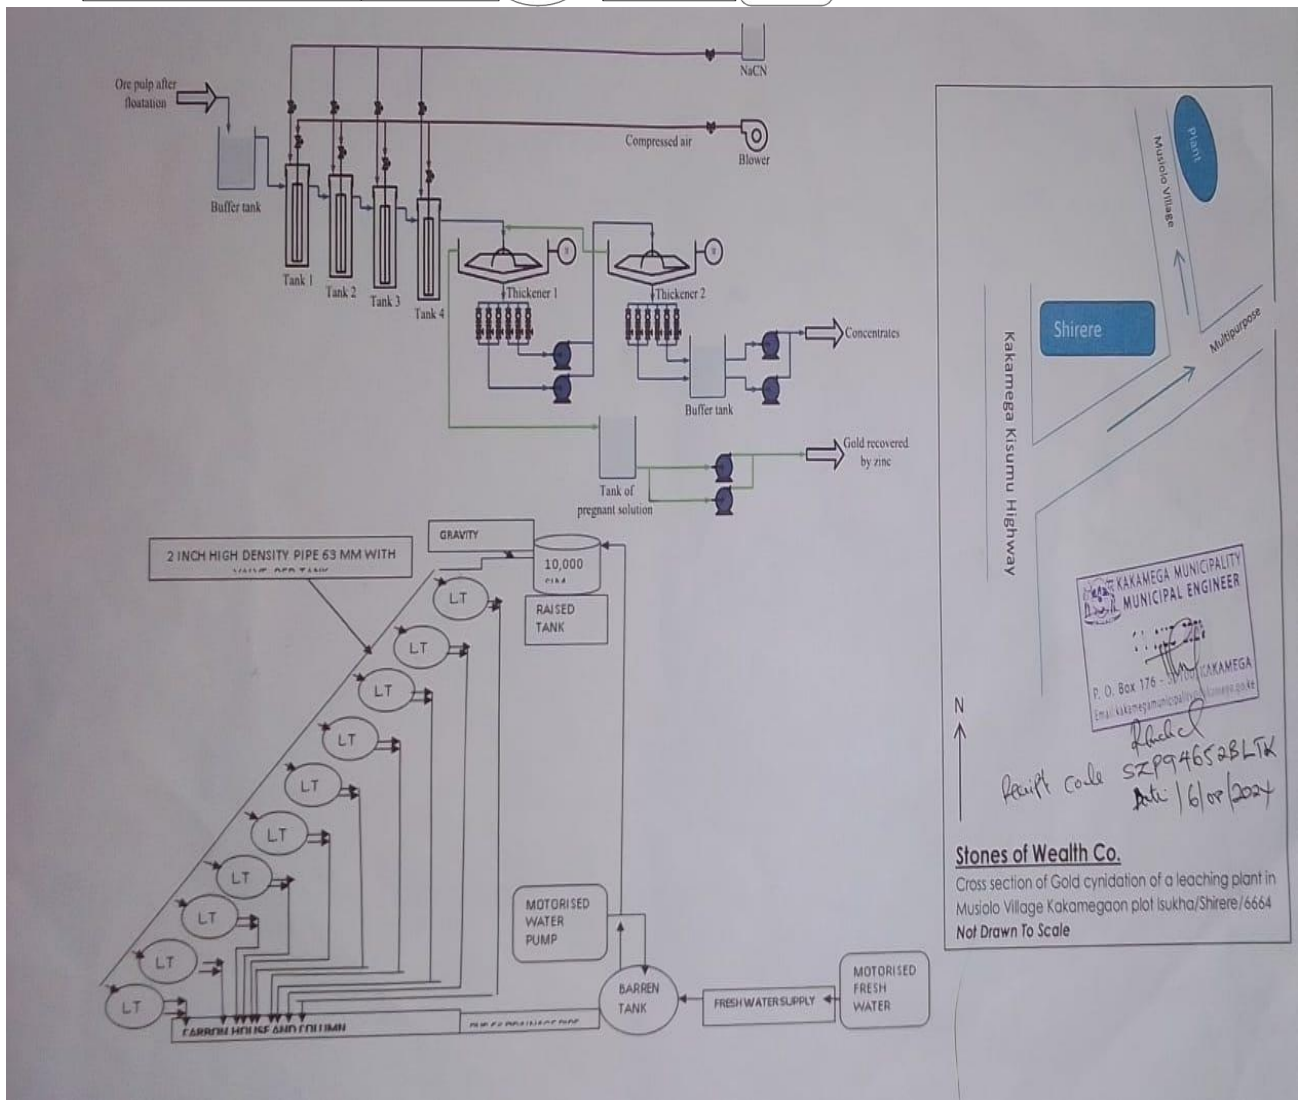 NaCN
Ore pulp after
floatation
Compressed air
Blower
Buffer tank
Tank 1
Tank 2
Tank 3
Tank 4
Thickener 1
Thickener 2
Concentrates
Buffer tank
Gold recovered
by zinc
Tank of
pregnant solution
2 INCH HIGH DENSITY PIPE 63 MM WITH
GRAVITY
10,000
RAISED
TANK
LT
LT
LT
LT
LT
LT
LT
LT
LT
LT
MOTORISED
WATER
PUMP
BARREN
TANK
FRESH WATER SUPPLY
MOTORISED
FRESH
WATER
CARBON HOUSE AND COLUMN
Plant
Musiolo Village
Shirere
Multipurpose
Kakamega Kisumu Highway
KAKAMEGA MUNICIPALITY
MUNICIPAL ENGINEER
P. O. Box 176 - KAKAMEGA
N
Receipt code SZP94652BLTK
Date 16/08/2024
Stones of Wealth Co.
Cross section of Gold cynidation of a leaching plant in
Musiolo Village Kakamegaon plot Isukha/Shirere/6664
Not Drawn To Scale